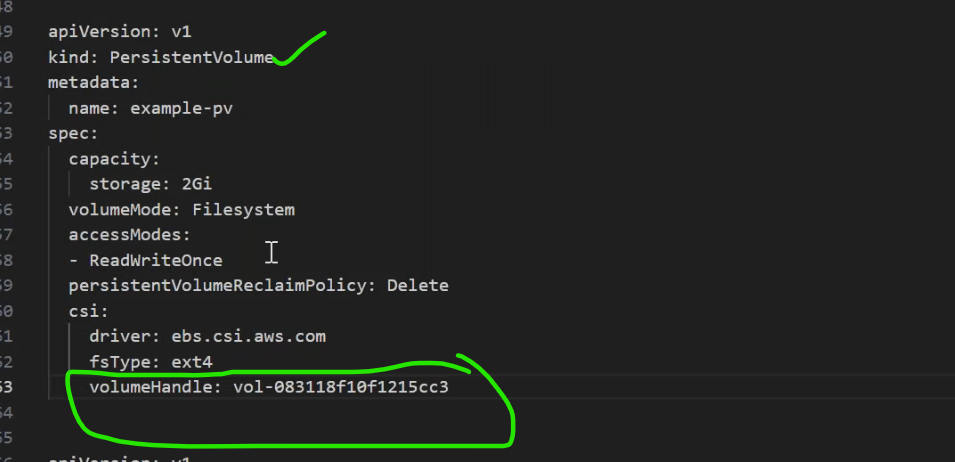 48
49 apiVersion: v1
50 kind: PersistentVolume
51 metadata:
52 name: example-pv
53 spec:
54 capacity:
55 storage: 2Gi
56 volumeMode: Filesystem
57 accessModes:
58 - ReadWriteOnce
59 persistentVolumeReclaimPolicy: Delete
60 csi:
61 driver: ebs.csi.aws.com
62 fsType: ext4
63 volumeHandle: vol-083118f10f1215cc3
64
65
66 apiVersion: v1